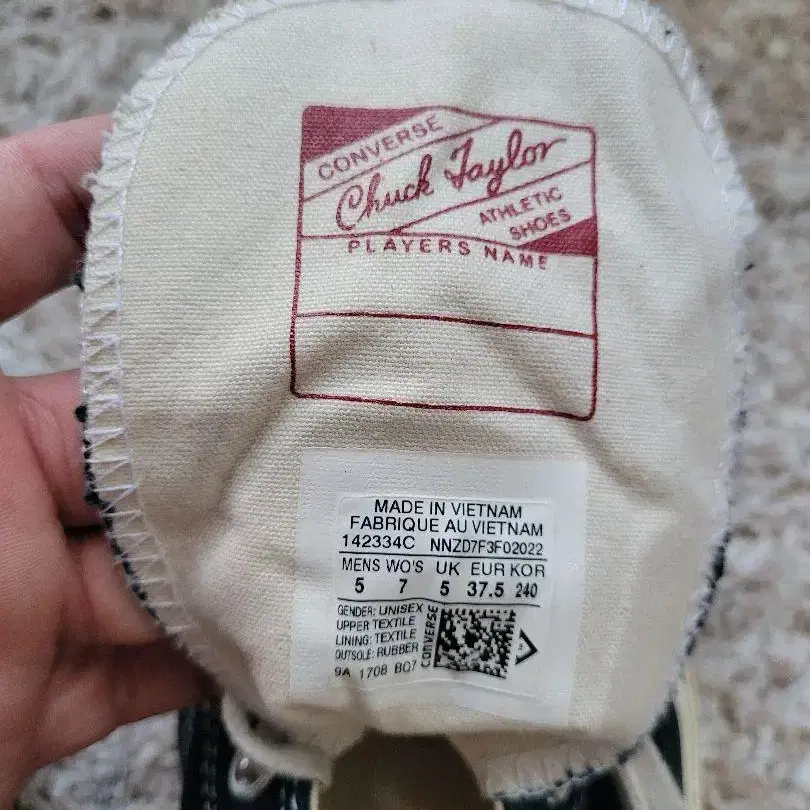 CONVERSE
Chuck Taylor
ATHLETIC
SHOES
PLAYERS NAME
MADE IN VIETNAM
FABRIQUE AU VIETNAM
142334C NNZD7F3F02022
MENS WO'S UK EUR KOR
5 7 5 37.5 240
GENDER: UNISEX
UPPER TEXTILE
LINING: TEXTILE
OUTSOLE: RUBBER
9A 1708 BQ7
CONVERSE